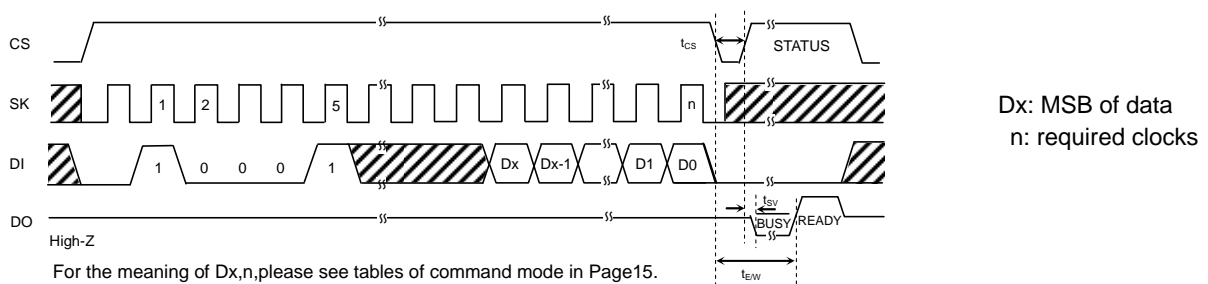 CS
tCS
STATUS
SK
1 2 5 n
Dx: MSB of data
n: required clocks
DI
1 0 0 0 1 Dx Dx-1 D1 D0
tSV
DO
BUSY READY
High-Z
tE/W
For the meaning of Dx,n,please see tables of command mode in Page15.